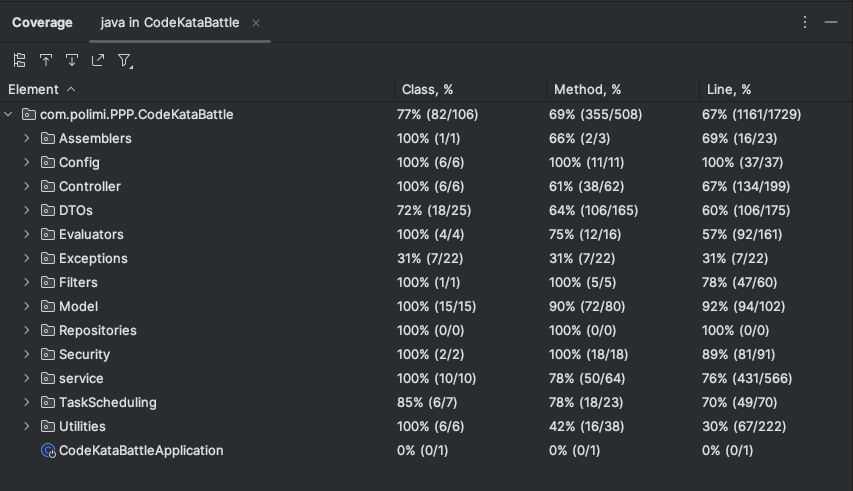 Coverage java in CodeKataBattle
Element Class, % Method, % Line, %
com.polimi.PPP.CodeKataBattle 77% (82/106) 69% (355/508) 67% (1161/1729)
Assemblers 100% (1/1) 66% (2/3) 69% (16/23)
Config 100% (6/6) 100% (11/11) 100% (37/37)
Controller 100% (6/6) 61% (38/62) 67% (134/199)
DTOs 72% (18/25) 64% (106/165) 60% (106/175)
Evaluators 100% (4/4) 75% (12/16) 57% (92/161)
Exceptions 31% (7/22) 31% (7/22) 31% (7/22)
Filters 100% (1/1) 100% (5/5) 78% (47/60)
Model 100% (15/15) 90% (72/80) 92% (94/102)
Repositories 100% (0/0) 100% (0/0) 100% (0/0)
Security 100% (2/2) 100% (18/18) 89% (81/91)
service 100% (10/10) 78% (50/64) 76% (431/566)
TaskScheduling 85% (6/7) 78% (18/23) 70% (49/70)
Utilities 100% (6/6) 42% (16/38) 30% (67/222)
CodeKataBattleApplication 0% (0/1) 0% (0/1) 0% (0/1)